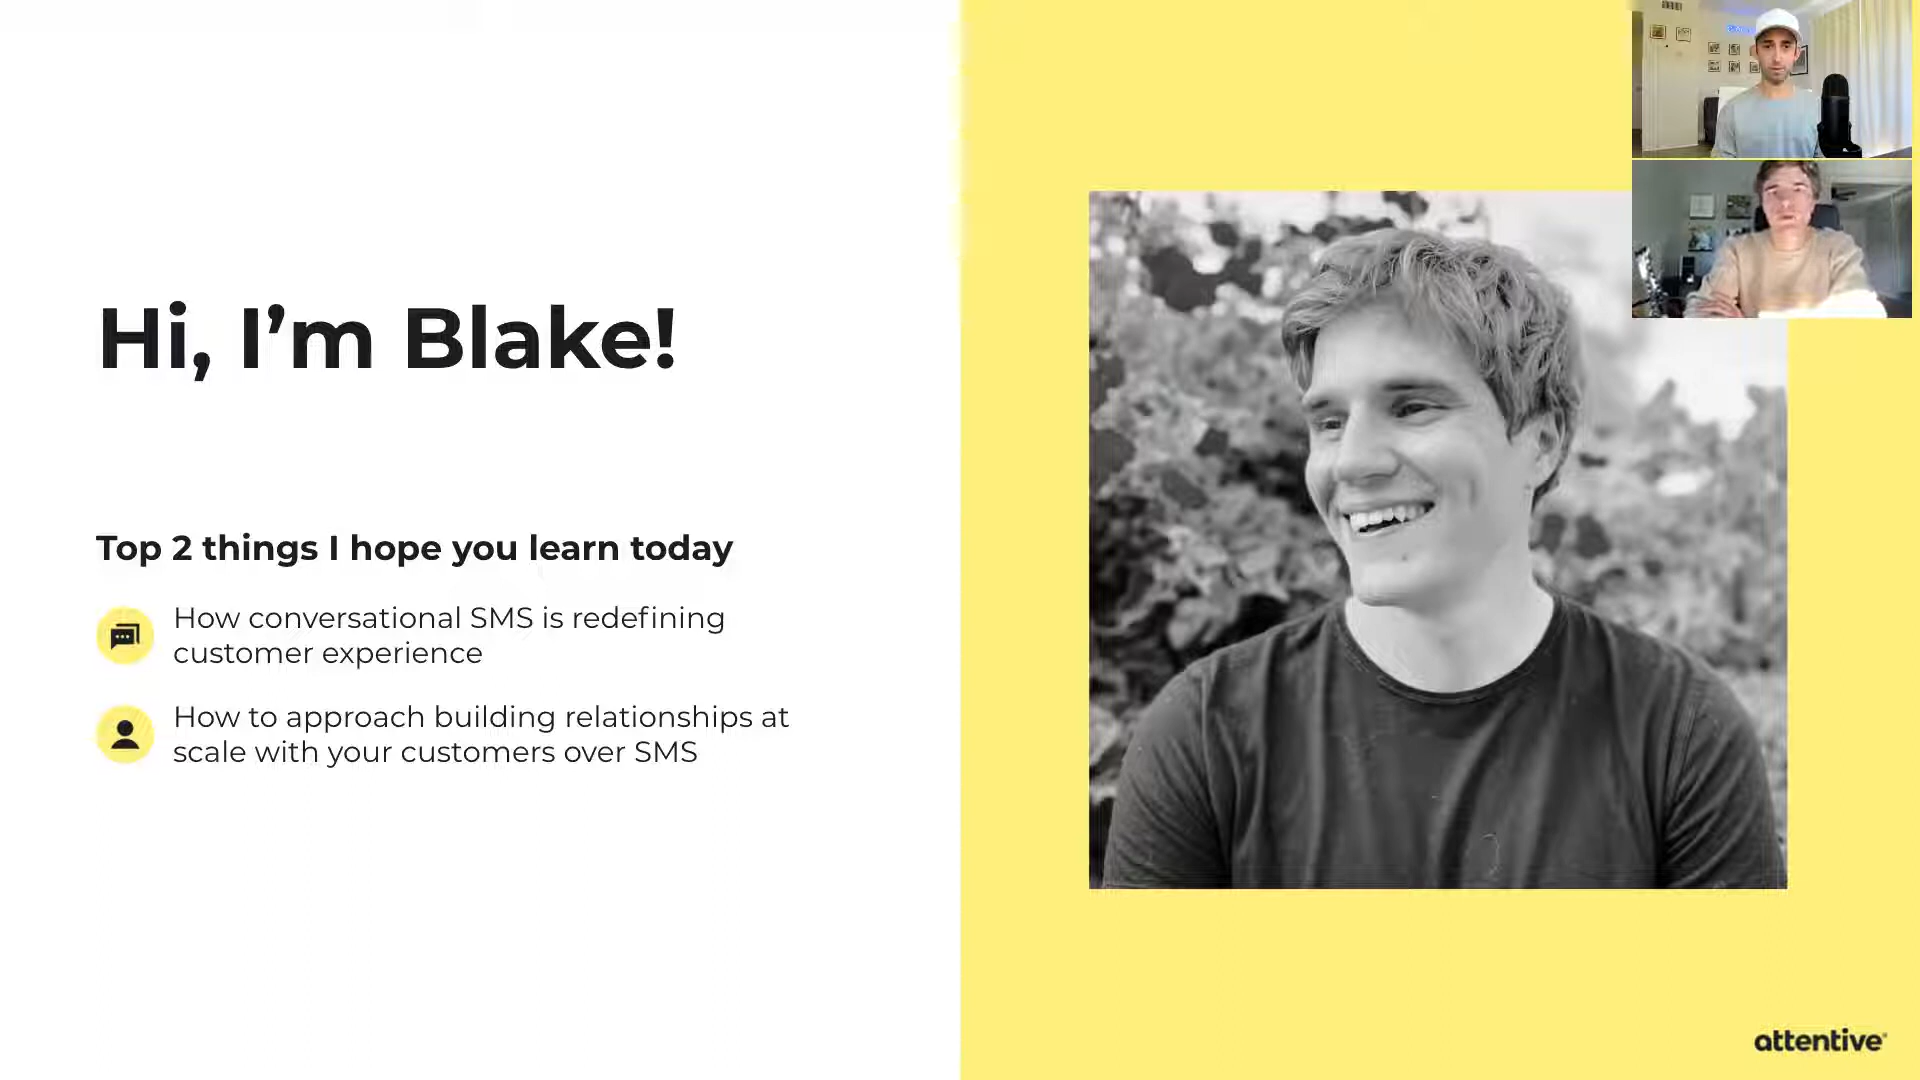 Hi, I’m Blake!
Top 2 things I hope you learn today
How conversational SMS is redefining
customer experience
How to approach building relationships at
scale with your customers over SMS
attentive